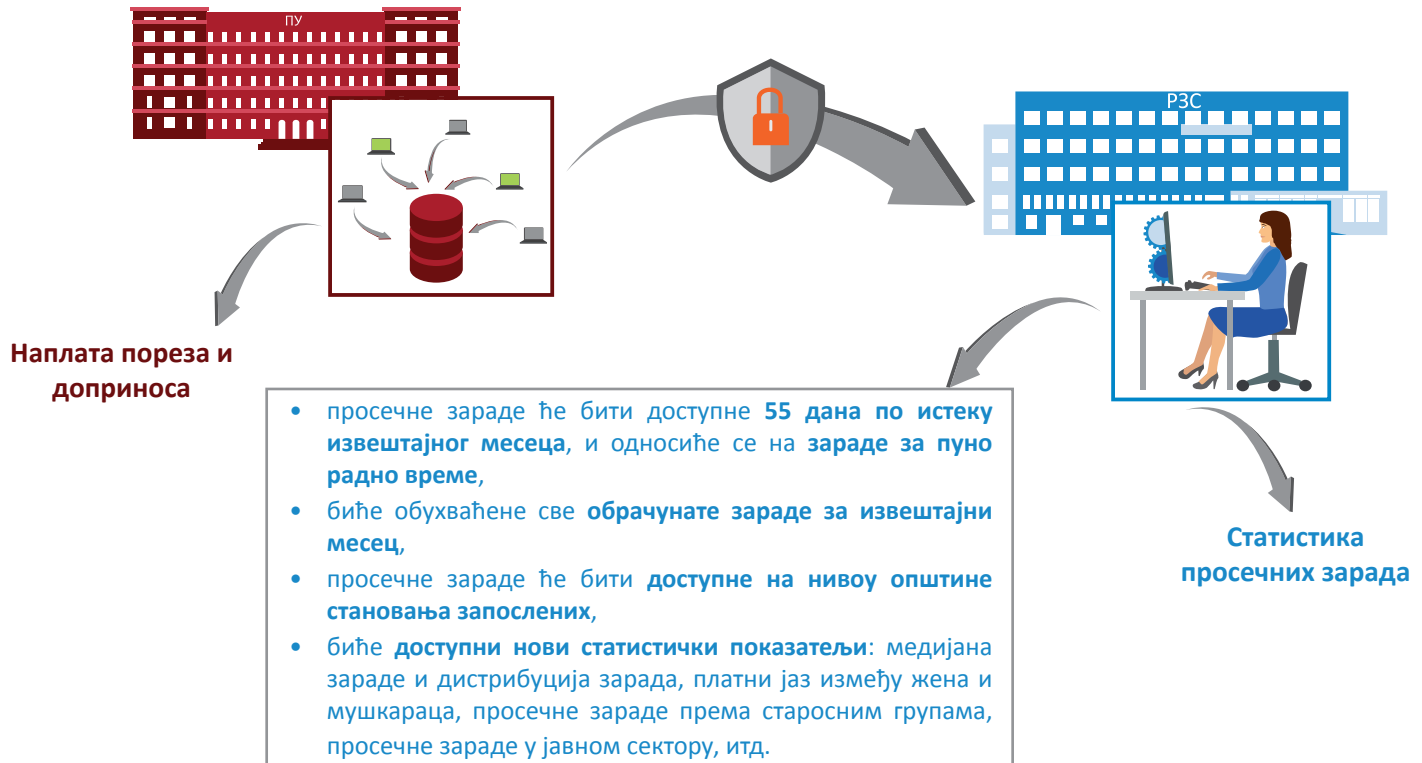 ПУ
РЗС
Наплата пореза и
доприноса
• просечне зараде ће бити доступне 55 дана по истеку
извештајног месеца, и односиће се на зараде за пуно
радно време,
• биће обухваћене све обрачунате зараде за извештајни
месец,
• просечне зараде ће бити доступне на нивоу општине
становања запослених,
• биће доступни нови статистички показатељи: медијана
зараде и дистрибуција зарада, платни јаз између жена и
мушкараца, просечне зараде према старосним групама,
просечне зараде у јавном сектору, итд.
Статистика
просечних зарада